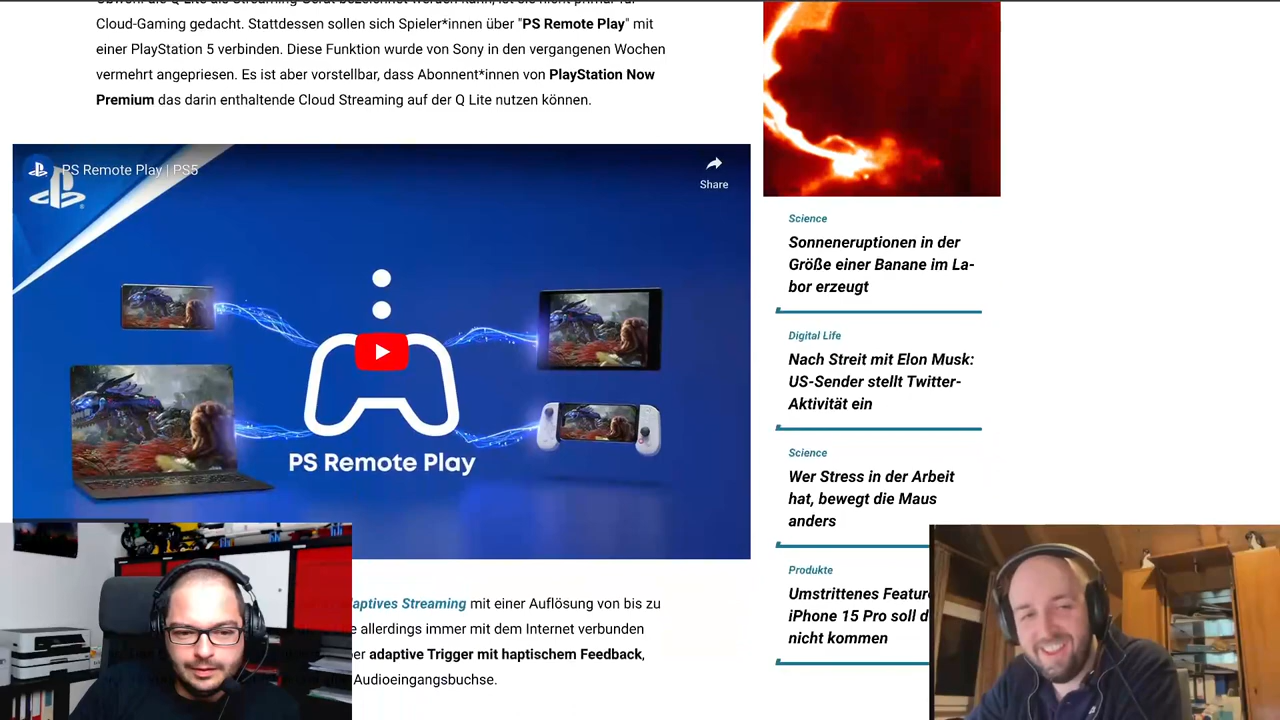 Cloud-Gaming gedacht. Stattdessen sollen sich Spieler*innen über "PS Remote Play" mit
einer PlayStation 5 verbinden. Diese Funktion wurde von Sony in den vergangenen Wochen
vermehrt angepriesen. Es ist aber vorstellbar, dass Abonnent*innen von PlayStation Now
Premium das darin enthaltende Cloud Streaming auf der Q Lite nutzen können.
PS Remote Play | PS5
Share
PS Remote Play
adaptives Streaming mit einer Auflösung von bis zu
allerdings immer mit dem Internet verbunden
adaptive Trigger mit haptischem Feedback,
Audioeingangsbuchse.
Science
Sonneneruptionen in der
Größe einer Banane im La-
bor erzeugt
Digital Life
Nach Streit mit Elon Musk:
US-Sender stellt Twitter-
Aktivität ein
Science
Wer Stress in der Arbeit
hat, bewegt die Maus
anders
Produkte
Umstrittenes Feature
iPhone 15 Pro soll d
nicht kommen